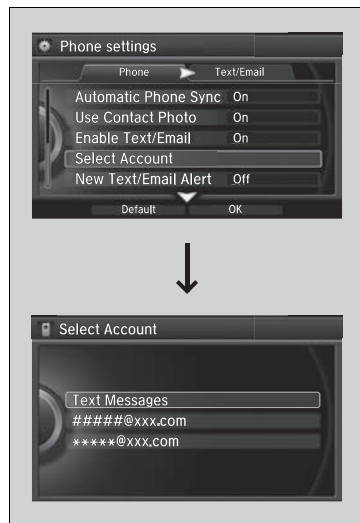 Phone settings
Phone Text/Email
Automatic Phone Sync On
Use Contact Photo On
Enable Text/Email On
Select Account
New Text/Email Alert Off
Default OK
Select Account
Text Messages
#####@xxx.com
*****@xxx.com